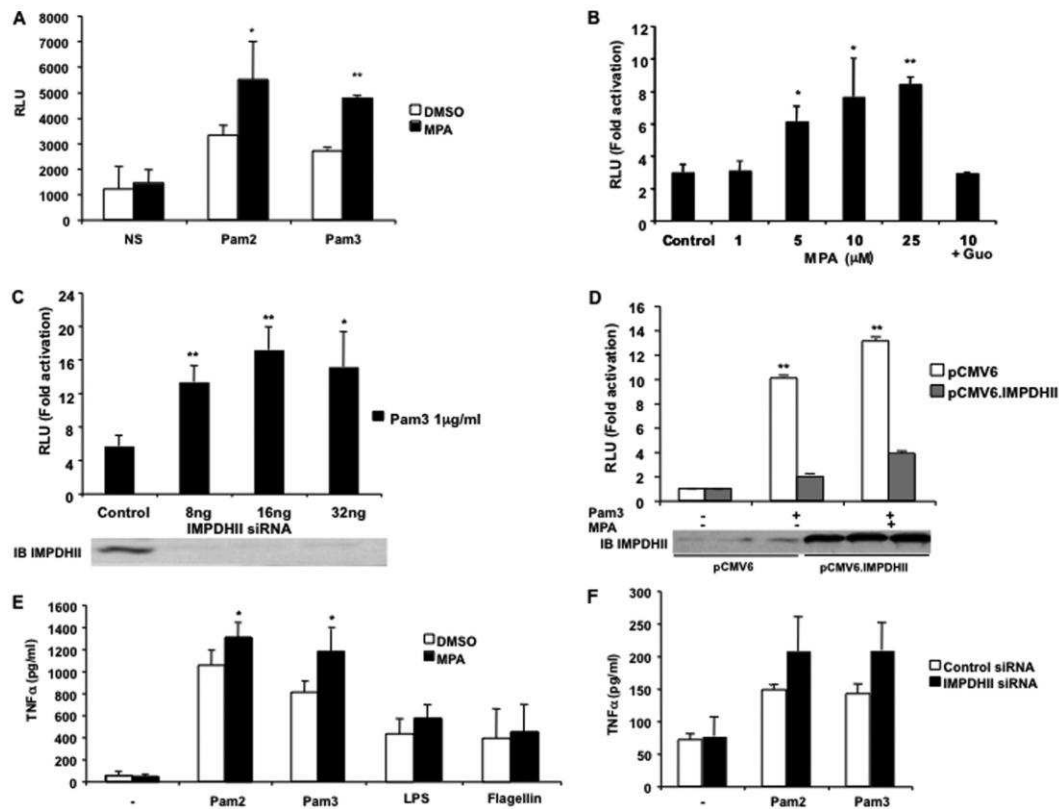 A
8000
7000
6000
5000
4000
3000
2000
1000
0
RLU
*
**
DMSO
MPA
NS Pam2 Pam3
B
12
10
8
6
4
2
0
RLU (Fold activation)
*
*
**
Control 1 5 10 25 10
MPA (μM) + Guo
C
24
20
16
12
8
4
0
RLU (Fold activation)
**
**
*
Pam3 1μg/ml
Control 8ng 16ng 32ng
IMPDHII siRNA
IB IMPDHII
D
16
14
12
10
8
6
4
2
0
RLU (Fold activation)
**
**
pCMV6
pCMV6.IMPDHII
Pam3 - + +
MPA - - +
IB IMPDHII
pCMV6 pCMV6.IMPDHII
E
1600
1400
1200
1000
800
600
400
200
0
TNFα (pg/ml)
*
*
DMSO
MPA
- Pam2 Pam3 LPS Flagellin
F
300
250
200
150
100
50
0
TNFα (pg/ml)
Control siRNA
IMPDHII siRNA
- Pam2 Pam3